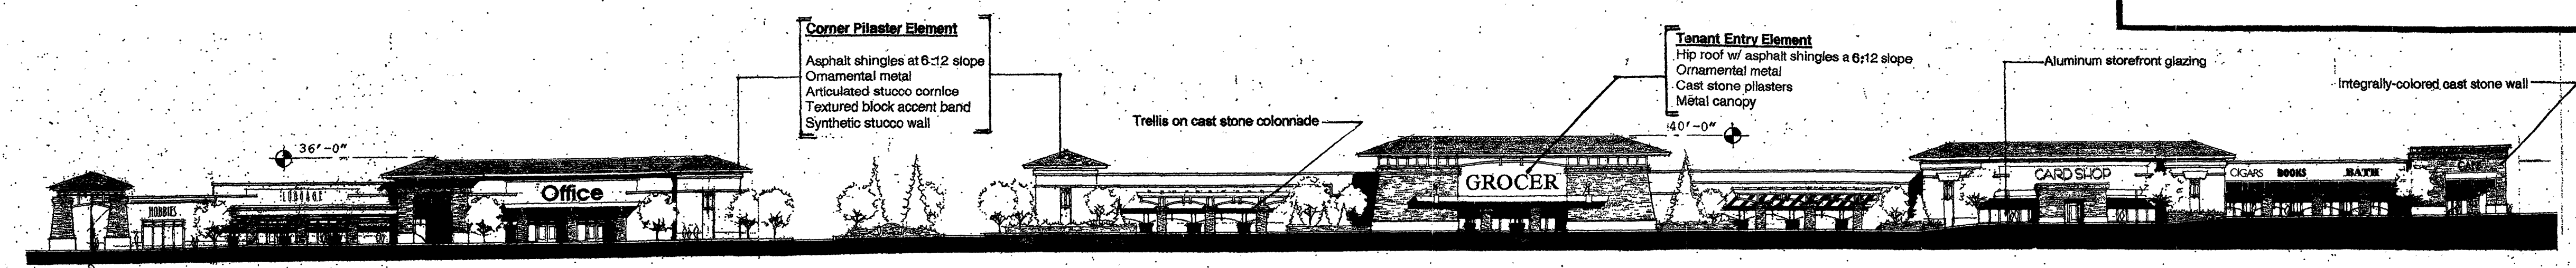 Corner Pilaster Element
Asphalt shingles at 6:12 slope
Ornamental metal
Articulated stucco cornice
Textured block accent band
Synthetic stucco wall
Tenant Entry Element
Hip roof w/ asphalt shingles a 6:12 slope
Ornamental metal
Cast stone pilasters
Metal canopy
Aluminum storefront glazing
Integrally-colored cast stone wall
Trellis on cast stone colonnade
36'-0"
40'-0"
HOBBIES
LUGGAGE
Office
GROCER
CARD SHOP
CIGARS
BOOKS
BATH
CAFE